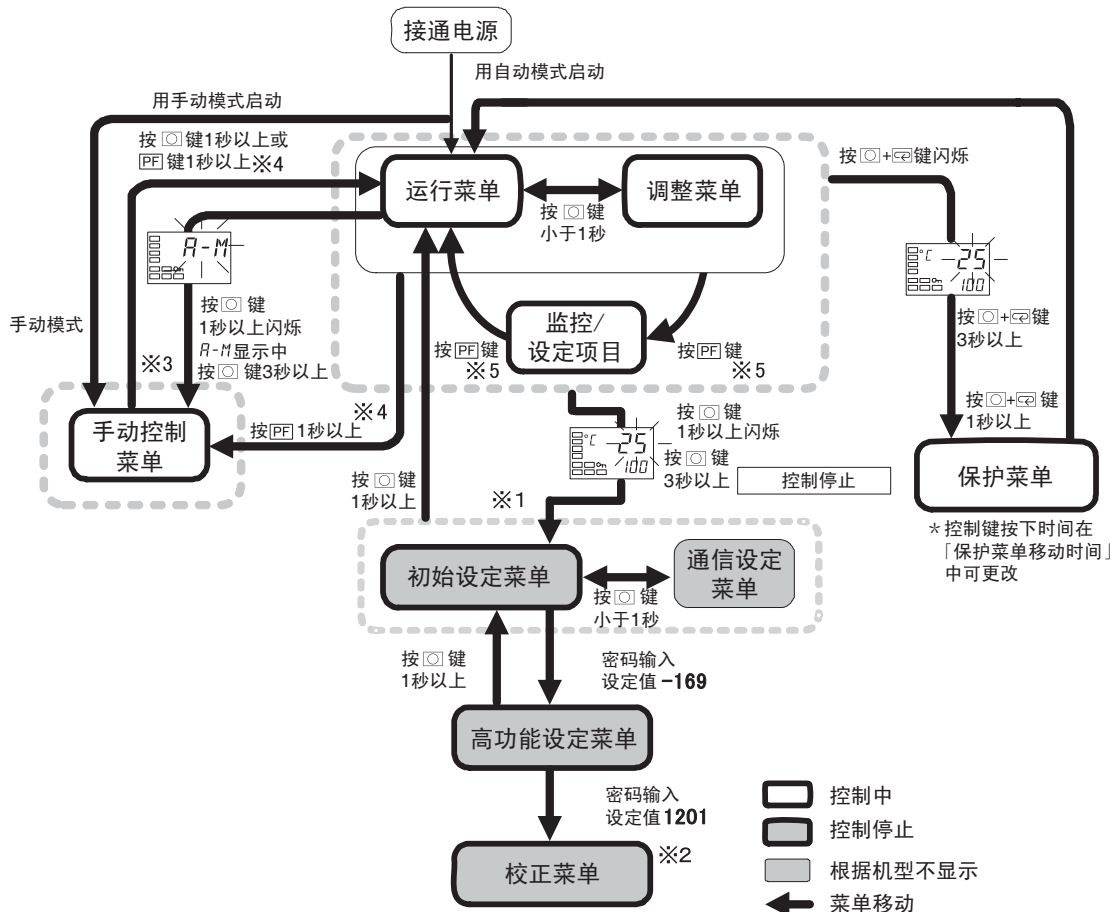 接通电源
用自动模式启动
用手动模式启动
按 键1秒以上或
PF 键1秒以上※4
运行菜单
按 键
小于1秒
调整菜单
按 + 键闪烁
A-M
°C 25
100
手动模式
按 键
1秒以上闪烁
A-M显示中
按 键3秒以上
※3
监控/
设定项目
按PF键
※5
按PF键
※5
按 + 键
3秒以上
手动控制
菜单
※4
按PF 1秒以上
按 键
1秒以上闪烁
°C 25
100
按 键
3秒以上
控制停止
按 + 键
1秒以上
保护菜单
＊控制键按下时间在
「保护菜单移动时间」
中可更改
按 键
1秒以上
※1
初始设定菜单
按 键
小于1秒
通信设定
菜单
按 键
1秒以上
密码输入
设定值 -169
高功能设定菜单
密码输入
设定值 1201
校正菜单
※2
控制中
控制停止
根据机型不显示
菜单移动